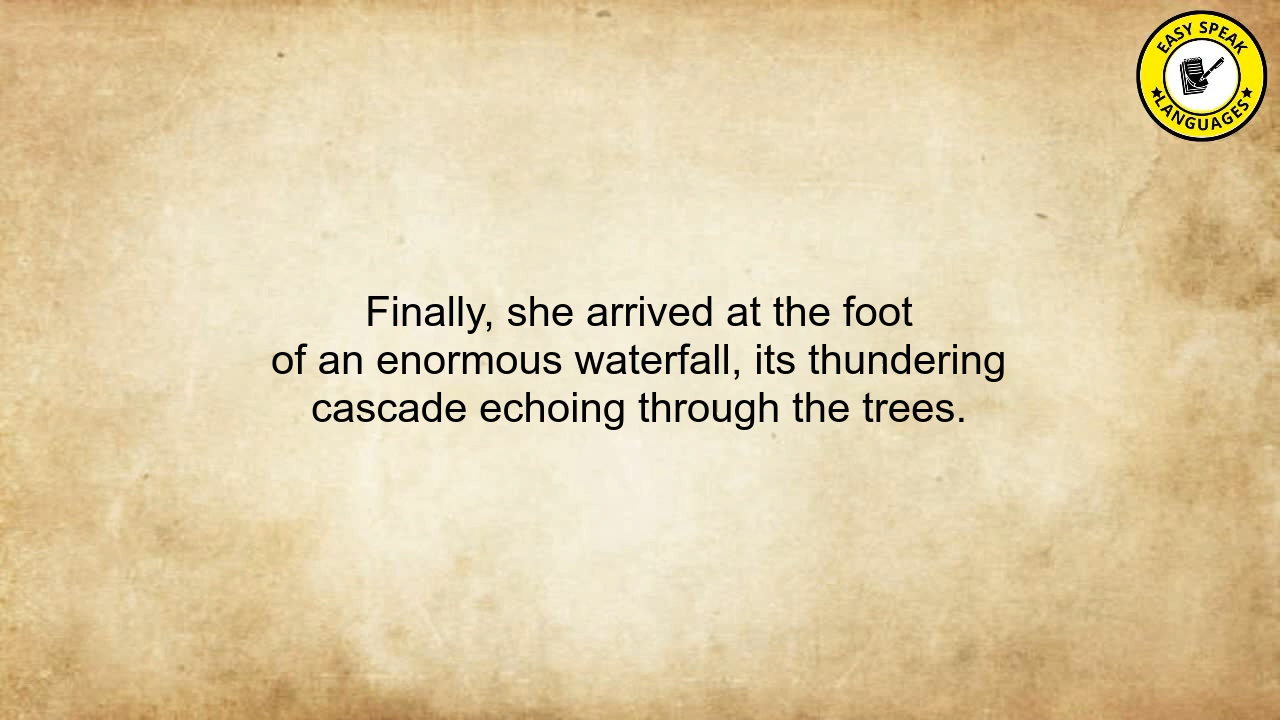 EASY SPEAK
LANGUAGES
Finally, she arrived at the foot
of an enormous waterfall, its thundering
cascade echoing through the trees.